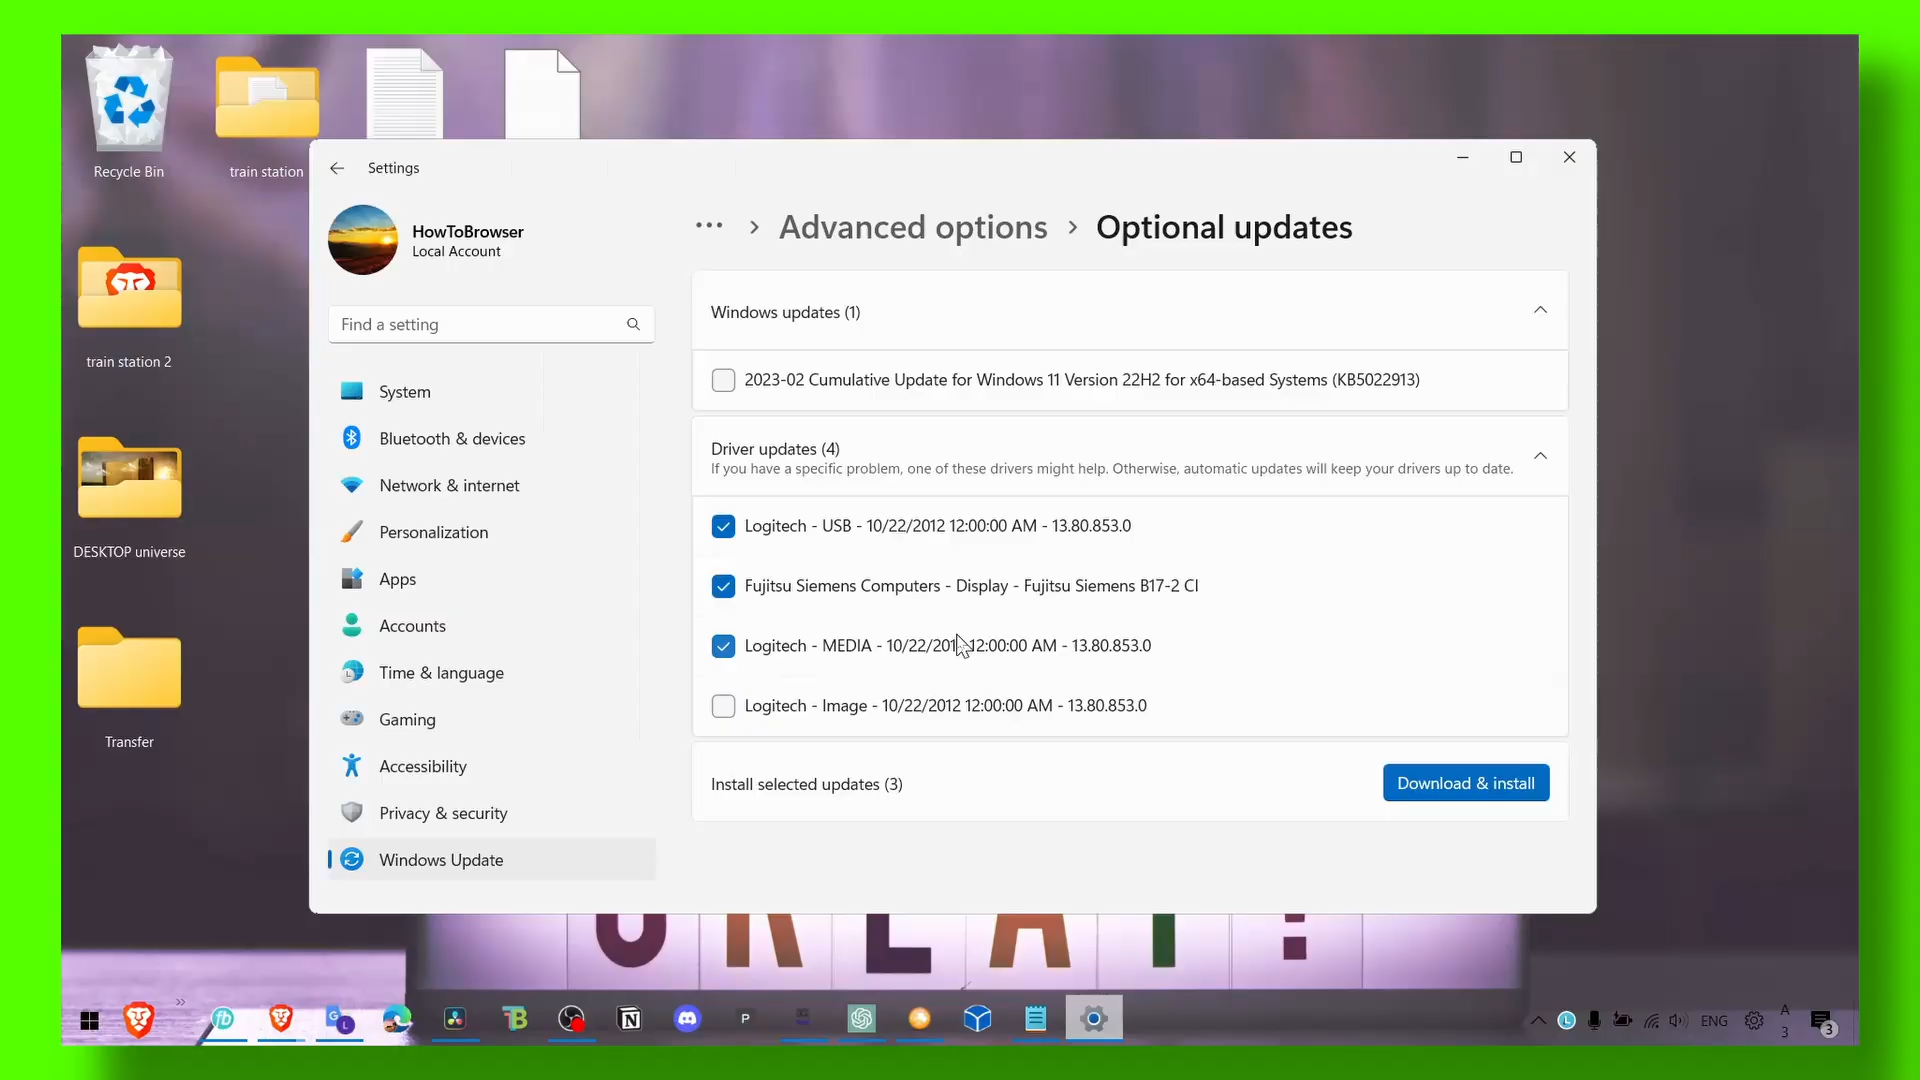 Recycle Bin
train station
train station 2
DESKTOP universe
Transfer
Settings
HowToBrowser
Local Account
Find a setting
System
Bluetooth & devices
Network & internet
Personalization
Apps
Accounts
Time & language
Gaming
Accessibility
Privacy & security
Windows Update
... > Advanced options > Optional updates
Windows updates (1)
2023-02 Cumulative Update for Windows 11 Version 22H2 for x64-based Systems (KB5022913)
Driver updates (4)
If you have a specific problem, one of these drivers might help. Otherwise, automatic updates will keep your drivers up to date.
Logitech - USB - 10/22/2012 12:00:00 AM - 13.80.853.0
Fujitsu Siemens Computers - Display - Fujitsu Siemens B17-2 CI
Logitech - MEDIA - 10/22/2012 12:00:00 AM - 13.80.853.0
Logitech - Image - 10/22/2012 12:00:00 AM - 13.80.853.0
Install selected updates (3)
Download & install
GREAT!
ENG
A
3
3